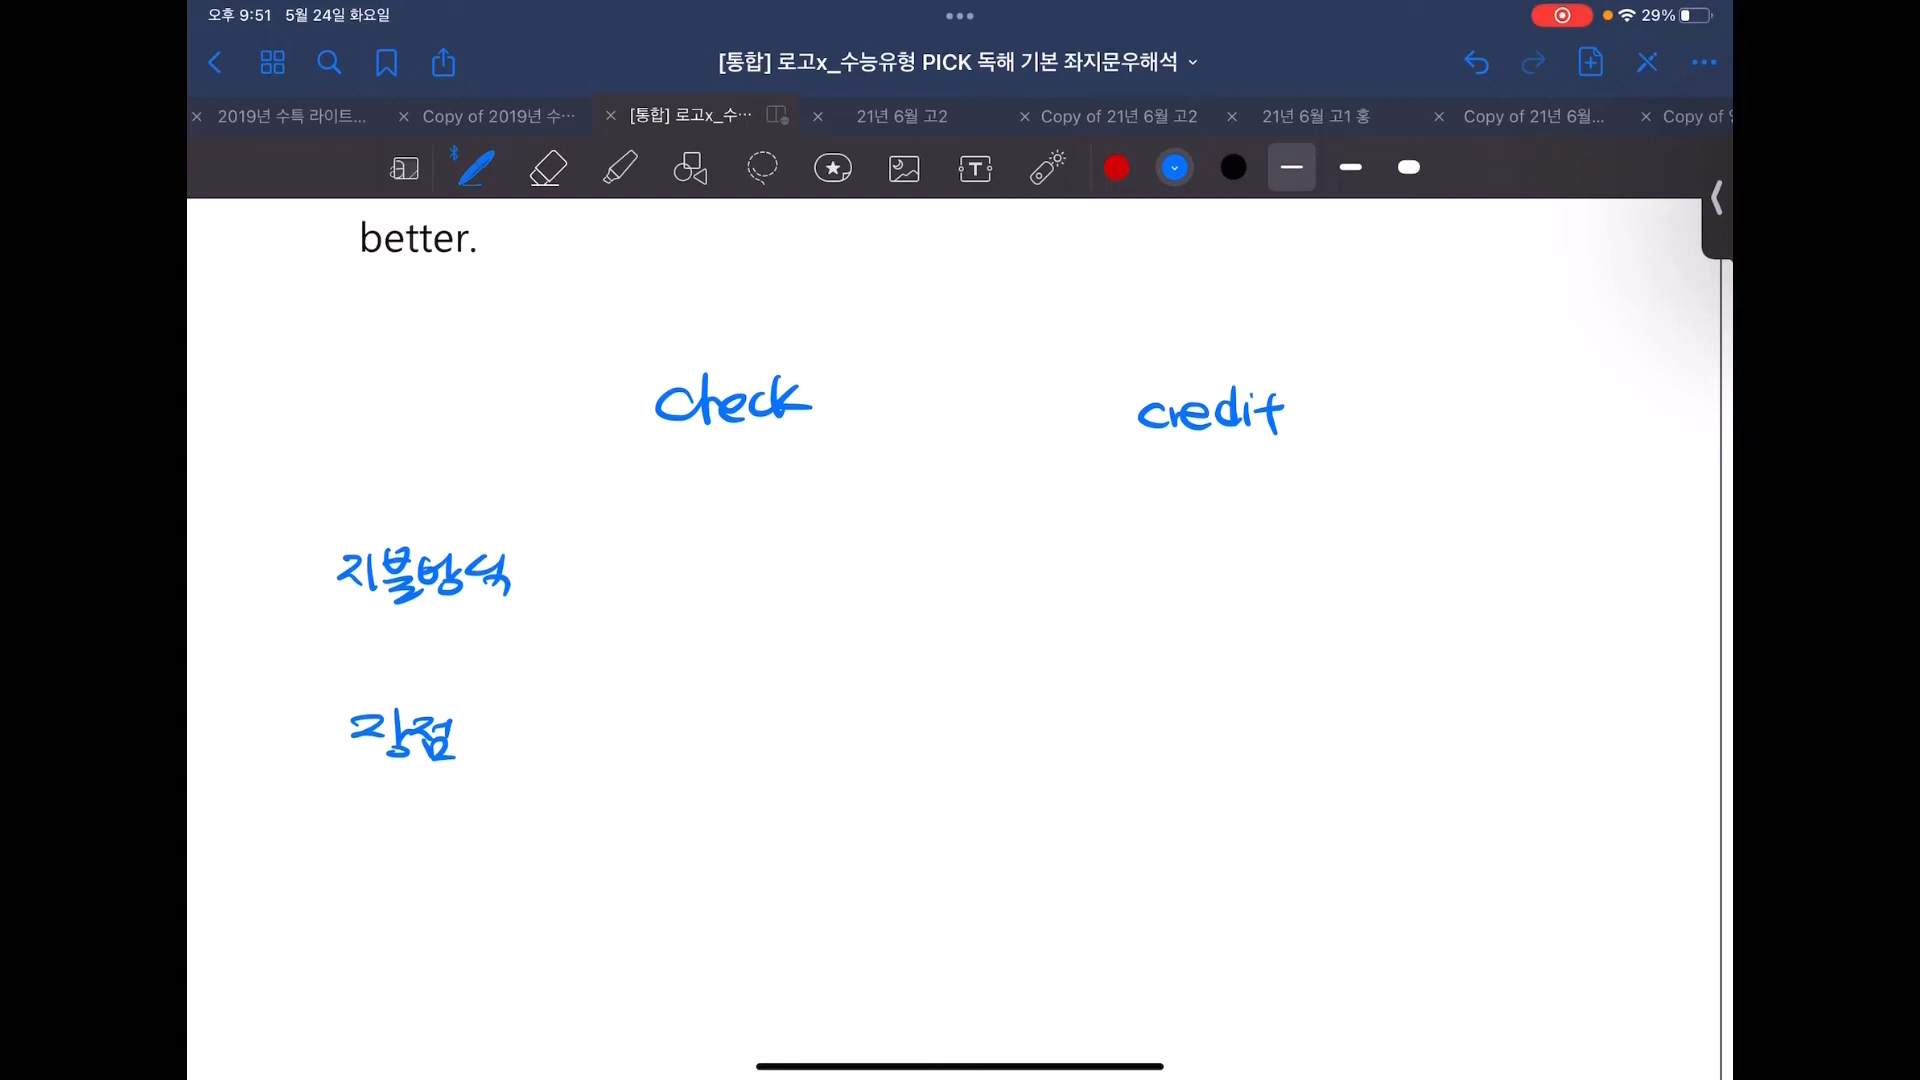 오후 9:51 5월 24일 화요일 29%
[통합] 로고x_수능유형 PICK 독해 기본 좌지문우해석
2019년 수특 라이트... Copy of 2019년 수... [통합] 로고x_수... 21년 6월 고2 Copy of 21년 6월 고2 21년 6월 고1 홍 Copy of 21년 6월... Copy of
better.
check credit
지불방식
장점